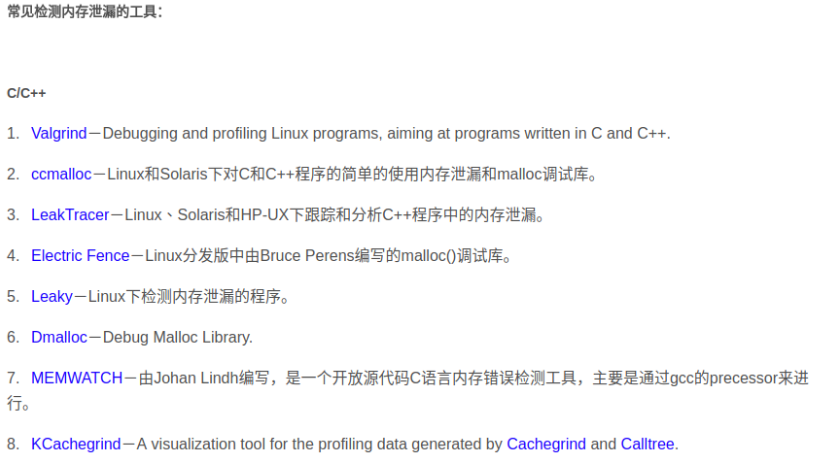 常见检测内存泄漏的工具：
C/C++
1. Valgrind－Debugging and profiling Linux programs, aiming at programs written in C and C++.
2. ccmalloc－Linux和Solaris下对C和C++程序的简单的使用内存泄漏和malloc调试库。
3. LeakTracer－Linux、Solaris和HP-UX下跟踪和分析C++程序中的内存泄漏。
4. Electric Fence－Linux分发版中由Bruce Perens编写的malloc()调试库。
5. Leaky－Linux下检测内存泄漏的程序。
6. Dmalloc－Debug Malloc Library.
7. MEMWATCH－由Johan Lindh编写，是一个开放源代码C语言内存错误检测工具，主要是通过gcc的precessor来进
行。
8. KCachegrind－A visualization tool for the profiling data generated by Cachegrind and Calltree.